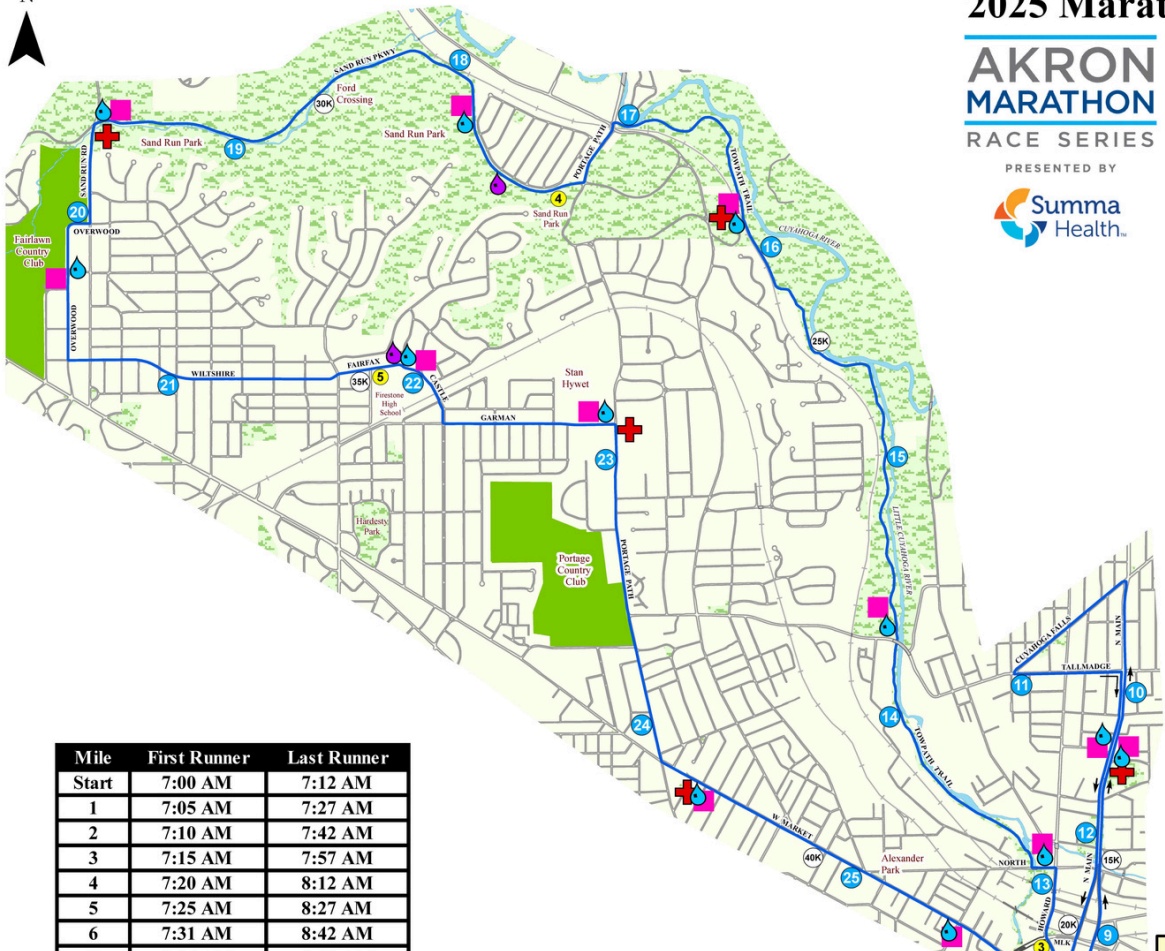 N
2025 Marat
AKRON
MARATHON
RACE SERIES
PRESENTED BY
Summa
Health
SAND RUN PKWY
18
Ford
Crossing
30K
17
Sand Run Park
19
Sand Run Park
PORTAGE PATH
TOWPATH TRAIL
SAND RUN RD
4
Sand Run
Park
20
OVERWOOD
16
CUYAHOGA RIVER
Fairlawn
Country
Club
OVERWOOD
25K
21
WILTSHIRE
FAIRFAX
35K
5
22
CASTLE
Firestone
High
School
Stan
Hywet
GARMAN
23
15
LITTLE CUYAHOGA RIVER
Hardesty
Park
Portage
Country
Club
PORTAGE PATH
CUYAHOGA FALLS
N MAIN
TALLMADGE
11
10
24
14
TOWPATH TRAIL
W MARKET
40K
25
Alexander
Park
NORTH
13
HOWARD
12
N MAIN
15K
20K
3
MLK
9
Mile First Runner Last Runner
Start 7:00 AM 7:12 AM
1 7:05 AM 7:27 AM
2 7:10 AM 7:42 AM
3 7:15 AM 7:57 AM
4 7:20 AM 8:12 AM
5 7:25 AM 8:27 AM
6 7:31 AM 8:42 AM